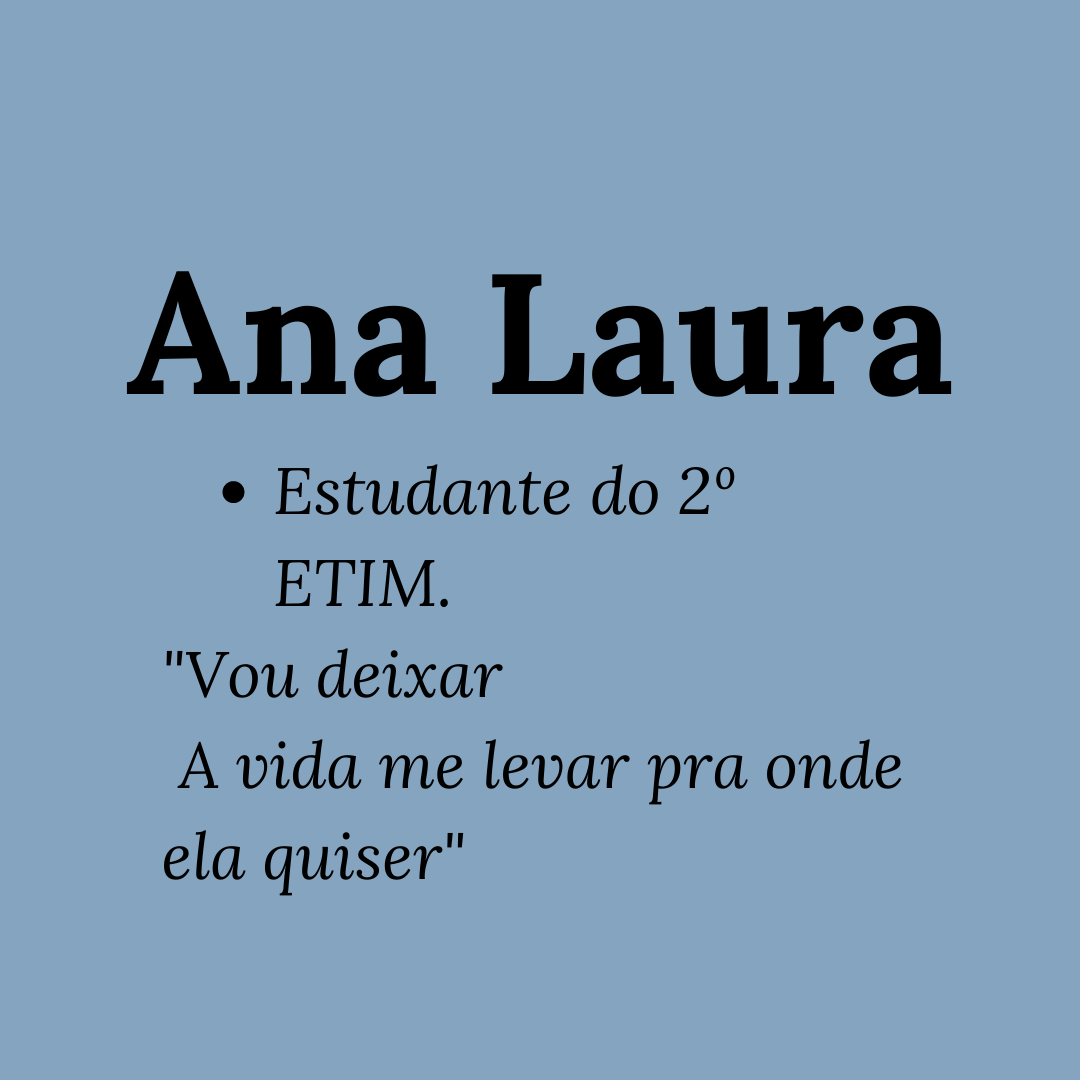 Ana Laura
• Estudante do 2º
ETIM.
"Vou deixar
A vida me levar pra onde
ela quiser"